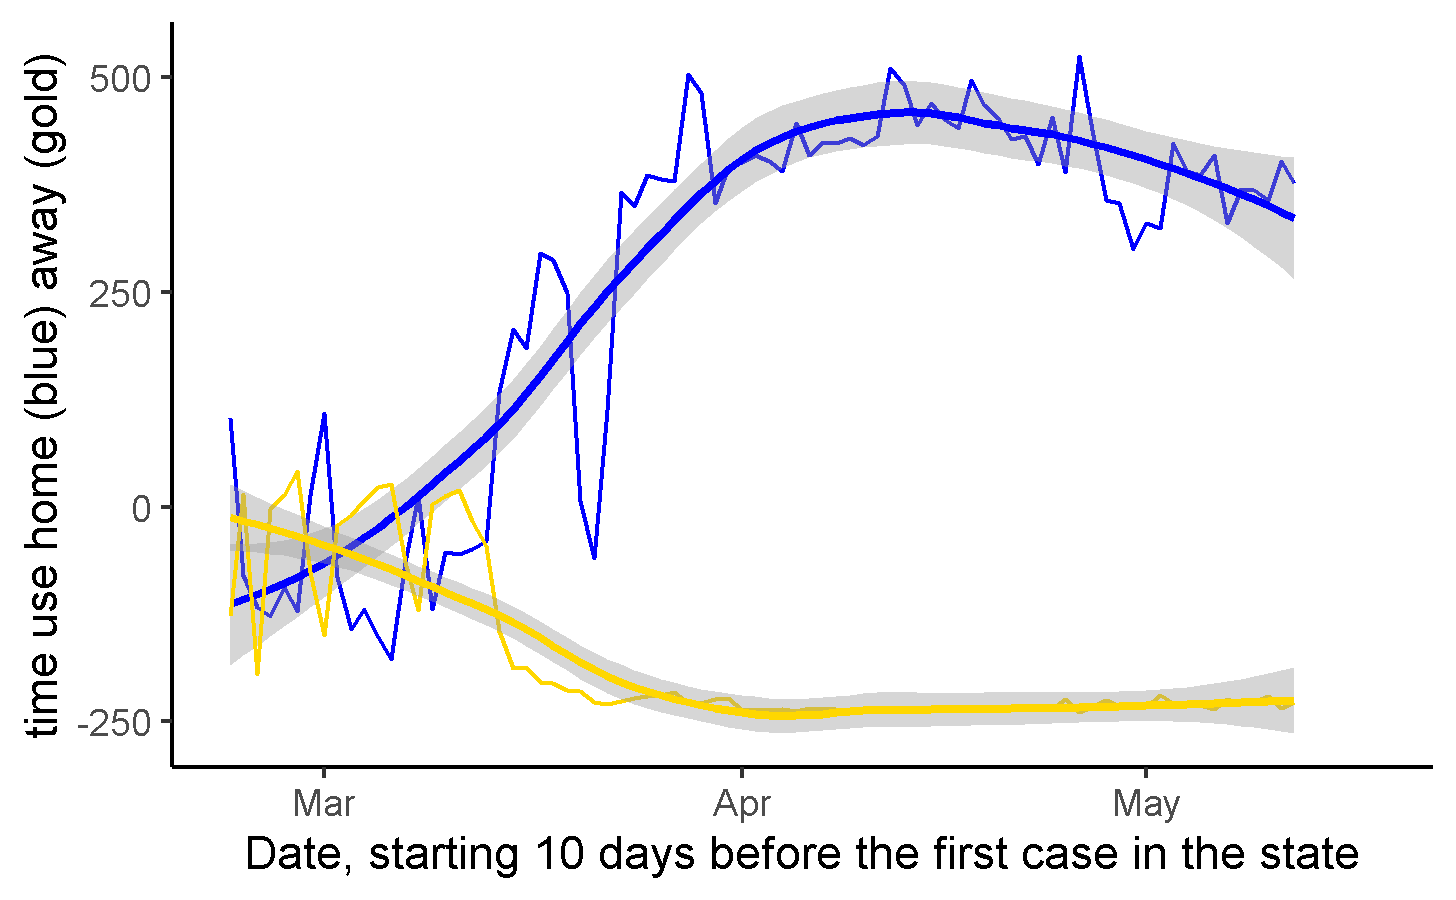 time use home (blue) away (gold)
500
250
0
-250
Mar
Apr
May
Date, starting 10 days before the first case in the state